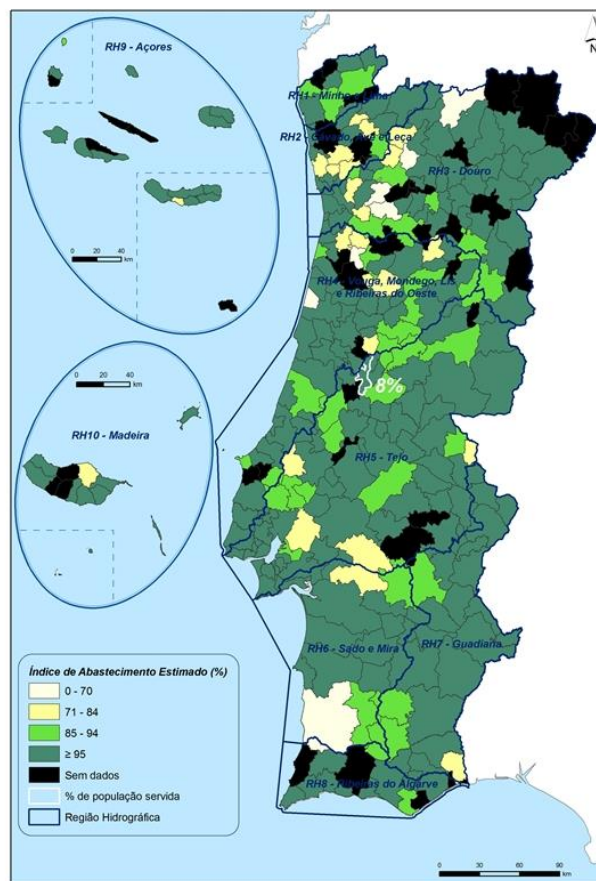 RH9 - Açores
N
RH1 - Minho e Lima
RH2 - Cávado, Ave e Leça
RH3 - Douro
0 20 40
km
RH4 - Vouga, Mondego, Lis
e Ribeiras do Oeste
0 20 40
km
8%
RH10 - Madeira
RH5 - Tejo
RH6 - Sado e Mira
RH7 - Guadiana
Índice de Abastecimento Estimado (%)
0 - 70
71 - 84
85 - 94
≥ 95
Sem dados
% de população servida
Região Hidrográfica
RH8 - Ribeiras do Algarve
0 30 60 90
km